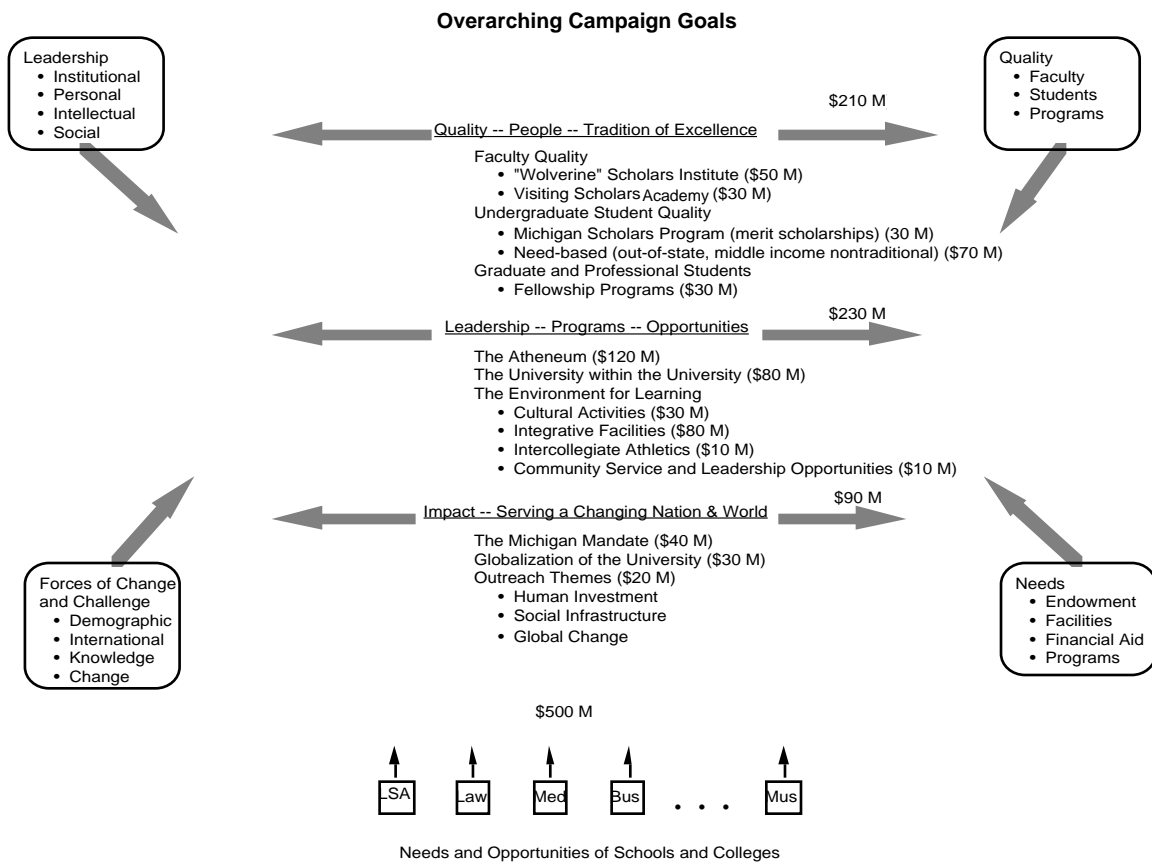 Overarching Campaign Goals
Leadership
• Institutional
• Personal
• Intellectual
• Social
Quality
• Faculty
• Students
• Programs
$210 M
Quality -- People -- Tradition of Excellence
Faculty Quality
• "Wolverine" Scholars Institute ($50 M)
• Visiting Scholars Academy ($30 M)
Undergraduate Student Quality
• Michigan Scholars Program (merit scholarships) (30 M)
• Need-based (out-of-state, middle income nontraditional) ($70 M)
Graduate and Professional Students
• Fellowship Programs ($30 M)
$230 M
Leadership -- Programs -- Opportunities
The Atheneum ($120 M)
The University within the University ($80 M)
The Environment for Learning
• Cultural Activities ($30 M)
• Integrative Facilities ($80 M)
• Intercollegiate Athletics ($10 M)
• Community Service and Leadership Opportunities ($10 M)
$90 M
Impact -- Serving a Changing Nation & World
The Michigan Mandate ($40 M)
Globalization of the University ($30 M)
Outreach Themes ($20 M)
• Human Investment
• Social Infrastructure
• Global Change
Forces of Change
and Challenge
• Demographic
• International
• Knowledge
• Change
Needs
• Endowment
• Facilities
• Financial Aid
• Programs
$500 M
LSA Law Med Bus . . . Mus
Needs and Opportunities of Schools and Colleges